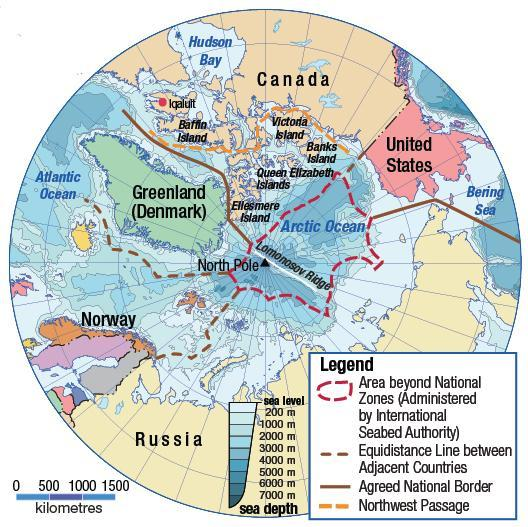 Hudson
Bay
Canada
Iqaluit
Baffin
Island
Victoria
Island
Banks
Island
United
States
Queen Elizabeth
Islands
Atlantic
Ocean
Greenland
(Denmark)
Ellesmere
Island
Bering
Sea
Arctic Ocean
Lomonosov Ridge
North Pole
Norway
Russia
Legend
Area beyond National
Zones (Administered
by International
Seabed Authority)
Equidistance Line between
Adjacent Countries
Agreed National Border
Northwest Passage
sea level
200 m
1000 m
2000 m
3000 m
4000 m
5000 m
6000 m
7000 m
sea depth
0 500 1000 1500
kilometres